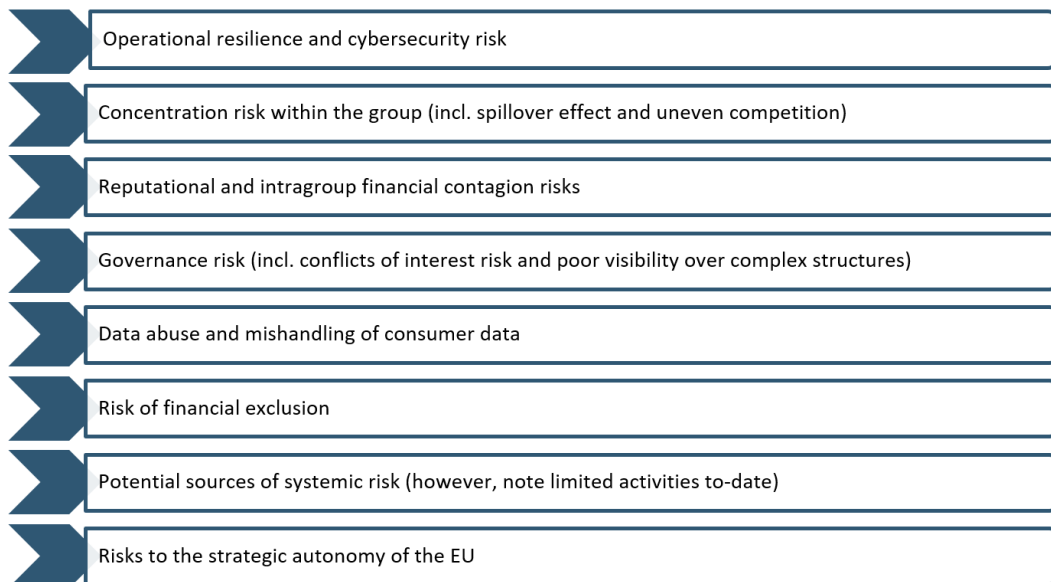 Operational resilience and cybersecurity risk
Concentration risk within the group (incl. spillover effect and uneven competition)
Reputational and intragroup financial contagion risks
Governance risk (incl. conflicts of interest risk and poor visibility over complex structures)
Data abuse and mishandling of consumer data
Risk of financial exclusion
Potential sources of systemic risk (however, note limited activities to-date)
Risks to the strategic autonomy of the EU